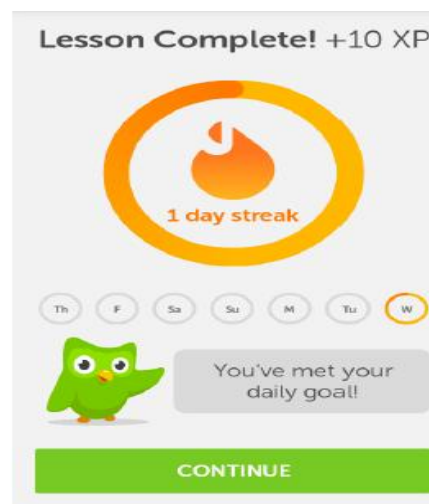 Lesson Complete! +10 XP
1 day streak
Th F Sa Su M Tu W
You've met your
daily goal!
CONTINUE